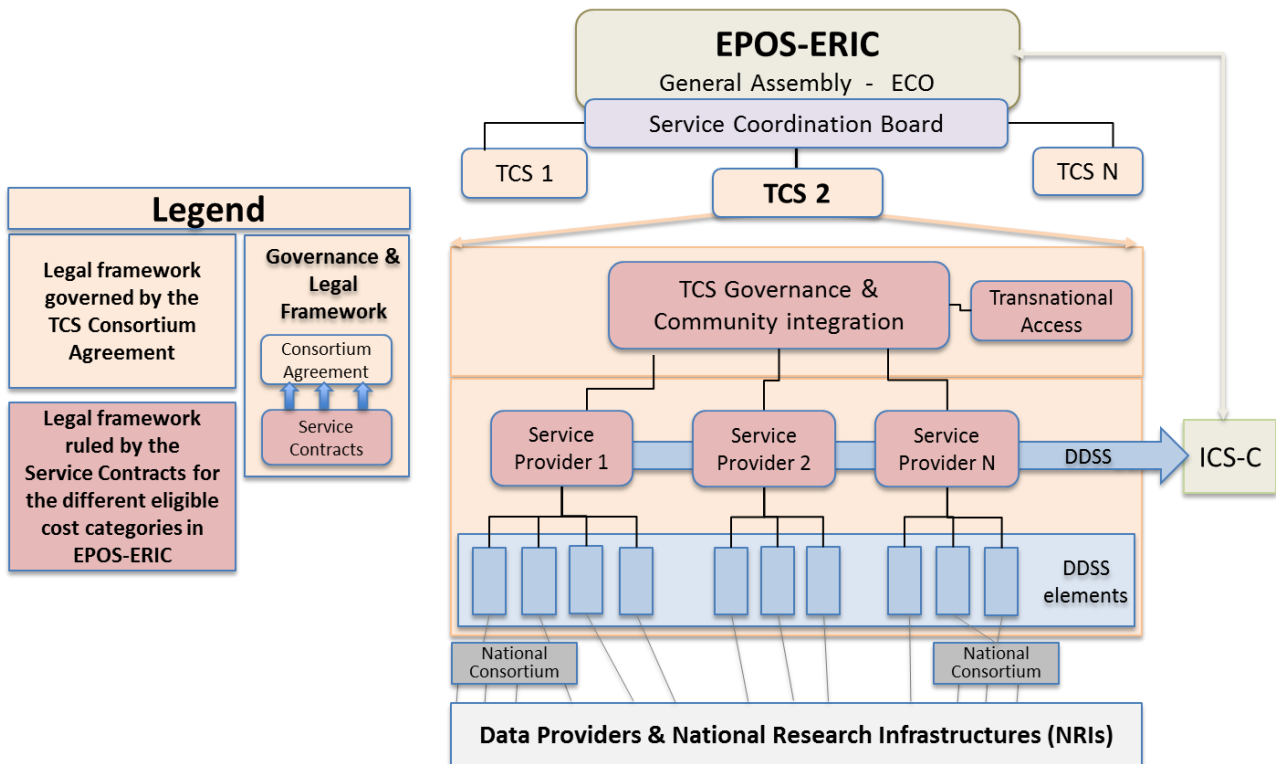 EPOS-ERIC
General Assembly - ECO
Service Coordination Board
TCS 1
TCS 2
TCS N
Legend
Legal framework
governed by the
TCS Consortium
Agreement
Governance &
Legal
Framework
Consortium
Agreement
Service
Contracts
Legal framework
ruled by the
Service Contracts for
the different eligible
cost categories in
EPOS-ERIC
TCS Governance &
Community integration
Transnational
Access
Service
Provider 1
Service
Provider 2
Service
Provider N
DDSS
ICS-C
DDSS
elements
National
Consortium
National
Consortium
Data Providers & National Research Infrastructures (NRIs)